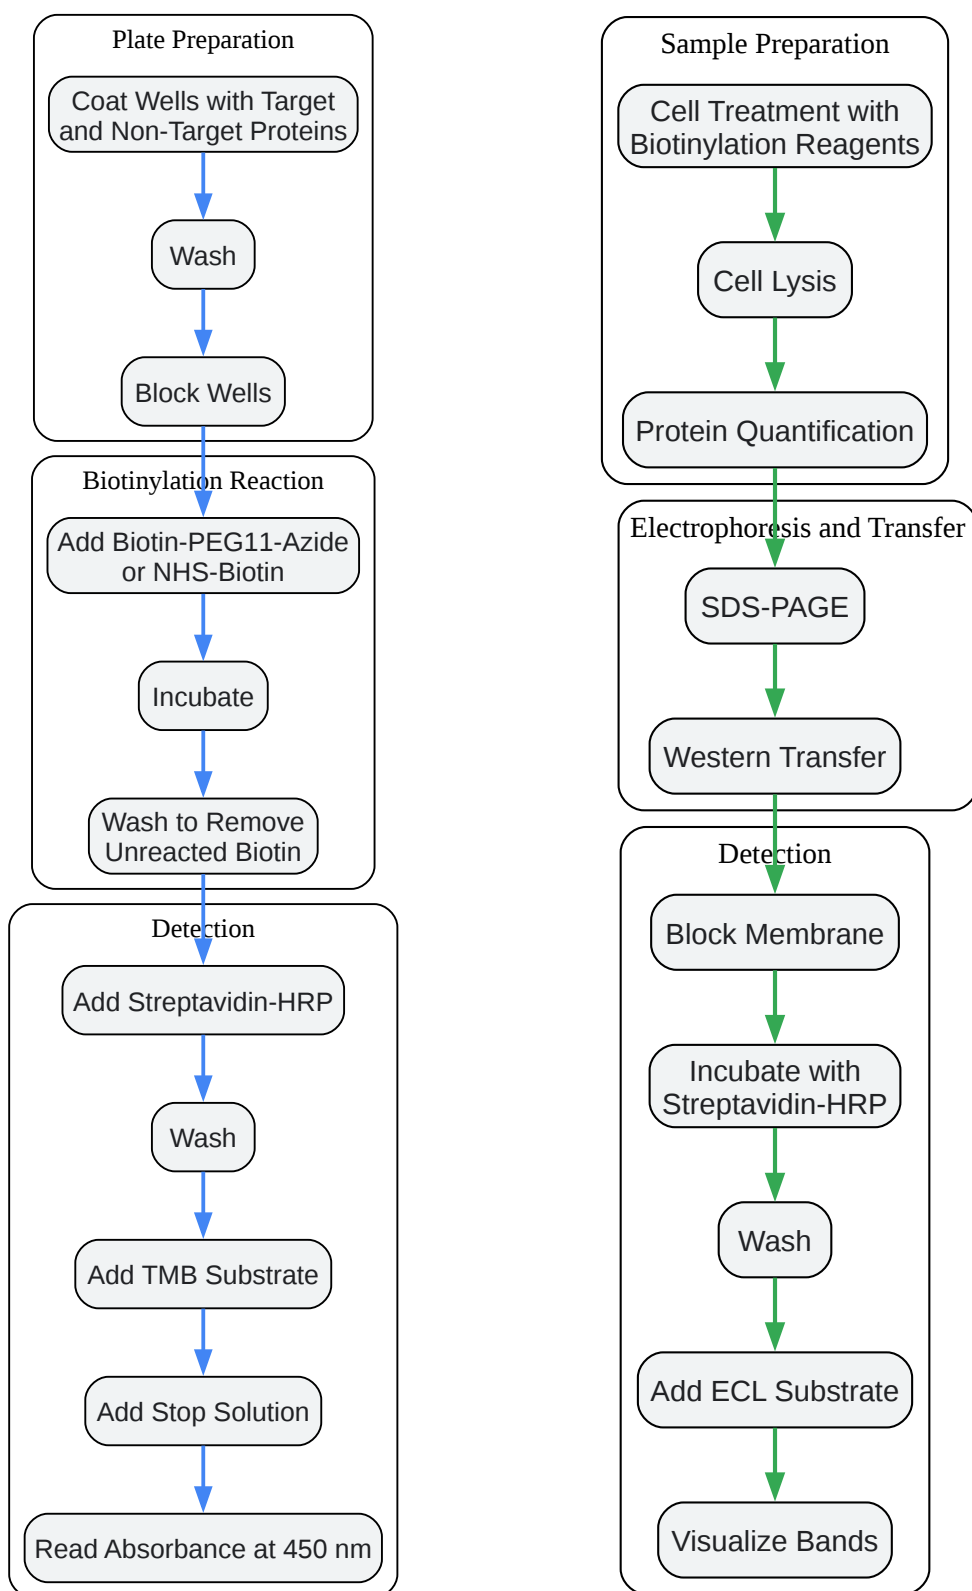 Plate Preparation
Coat Wells with Target
and Non-Target Proteins
Wash
Block Wells
Biotinylation Reaction
Add Biotin-PEG11-Azide
or NHS-Biotin
Incubate
Wash to Remove
Unreacted Biotin
Detection
Add Streptavidin-HRP
Wash
Add TMB Substrate
Add Stop Solution
Read Absorbance at 450 nm
Sample Preparation
Cell Treatment with
Biotinylation Reagents
Cell Lysis
Protein Quantification
Electrophoresis and Transfer
SDS-PAGE
Western Transfer
Detection
Block Membrane
Incubate with
Streptavidin-HRP
Wash
Add ECL Substrate
Visualize Bands